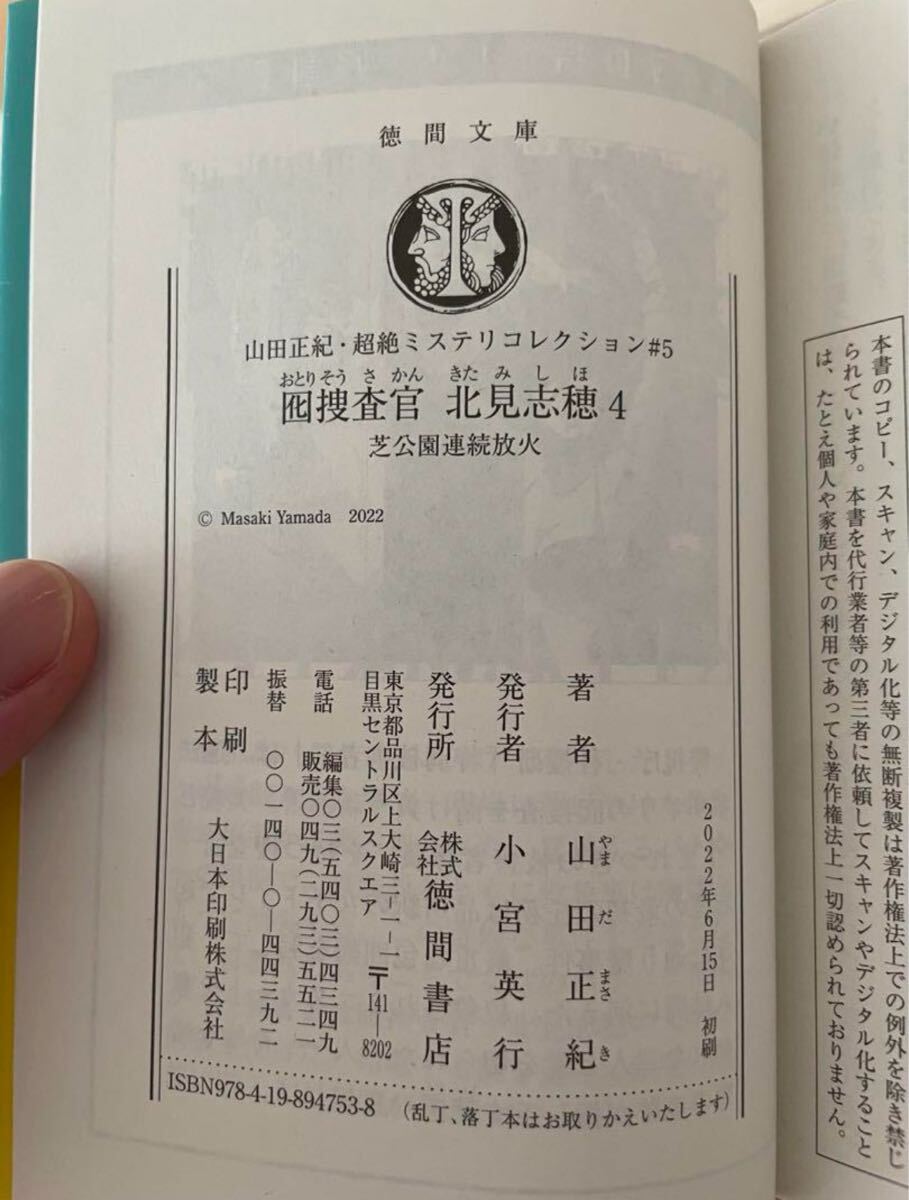 徳間文庫
山田正紀・超絶ミステリコレクション#5
おとりそうさかん きたみしほ
囮捜査官 北見志穂4
芝公園連続放火
© Masaki Yamada 2022
2022年6月15日 初刷
著者 山田正紀
やまだまさき
発行者 小宮英行
発行所 株式会社徳間書店
東京都品川区上大崎三-一-一 〒141-8202
目黒セントラルスクエア
電話 編集〇三(五四〇三)四三四九
販売〇四九(二九三)五五二一
振替 〇〇一四〇-〇-四四三九二
印刷 大日本印刷株式会社
製本
ISBN978-4-19-894753-8 (乱丁、落丁本はお取りかえいたします)
本書のコピー、スキャン、デジタル化等の無断複製は著作権法上での例外を除き禁じ
られています。本書を代行業者等の第三者に依頼してスキャンやデジタル化すること
は、たとえ個人や家庭内での利用であっても著作権法上一切認められておりません。